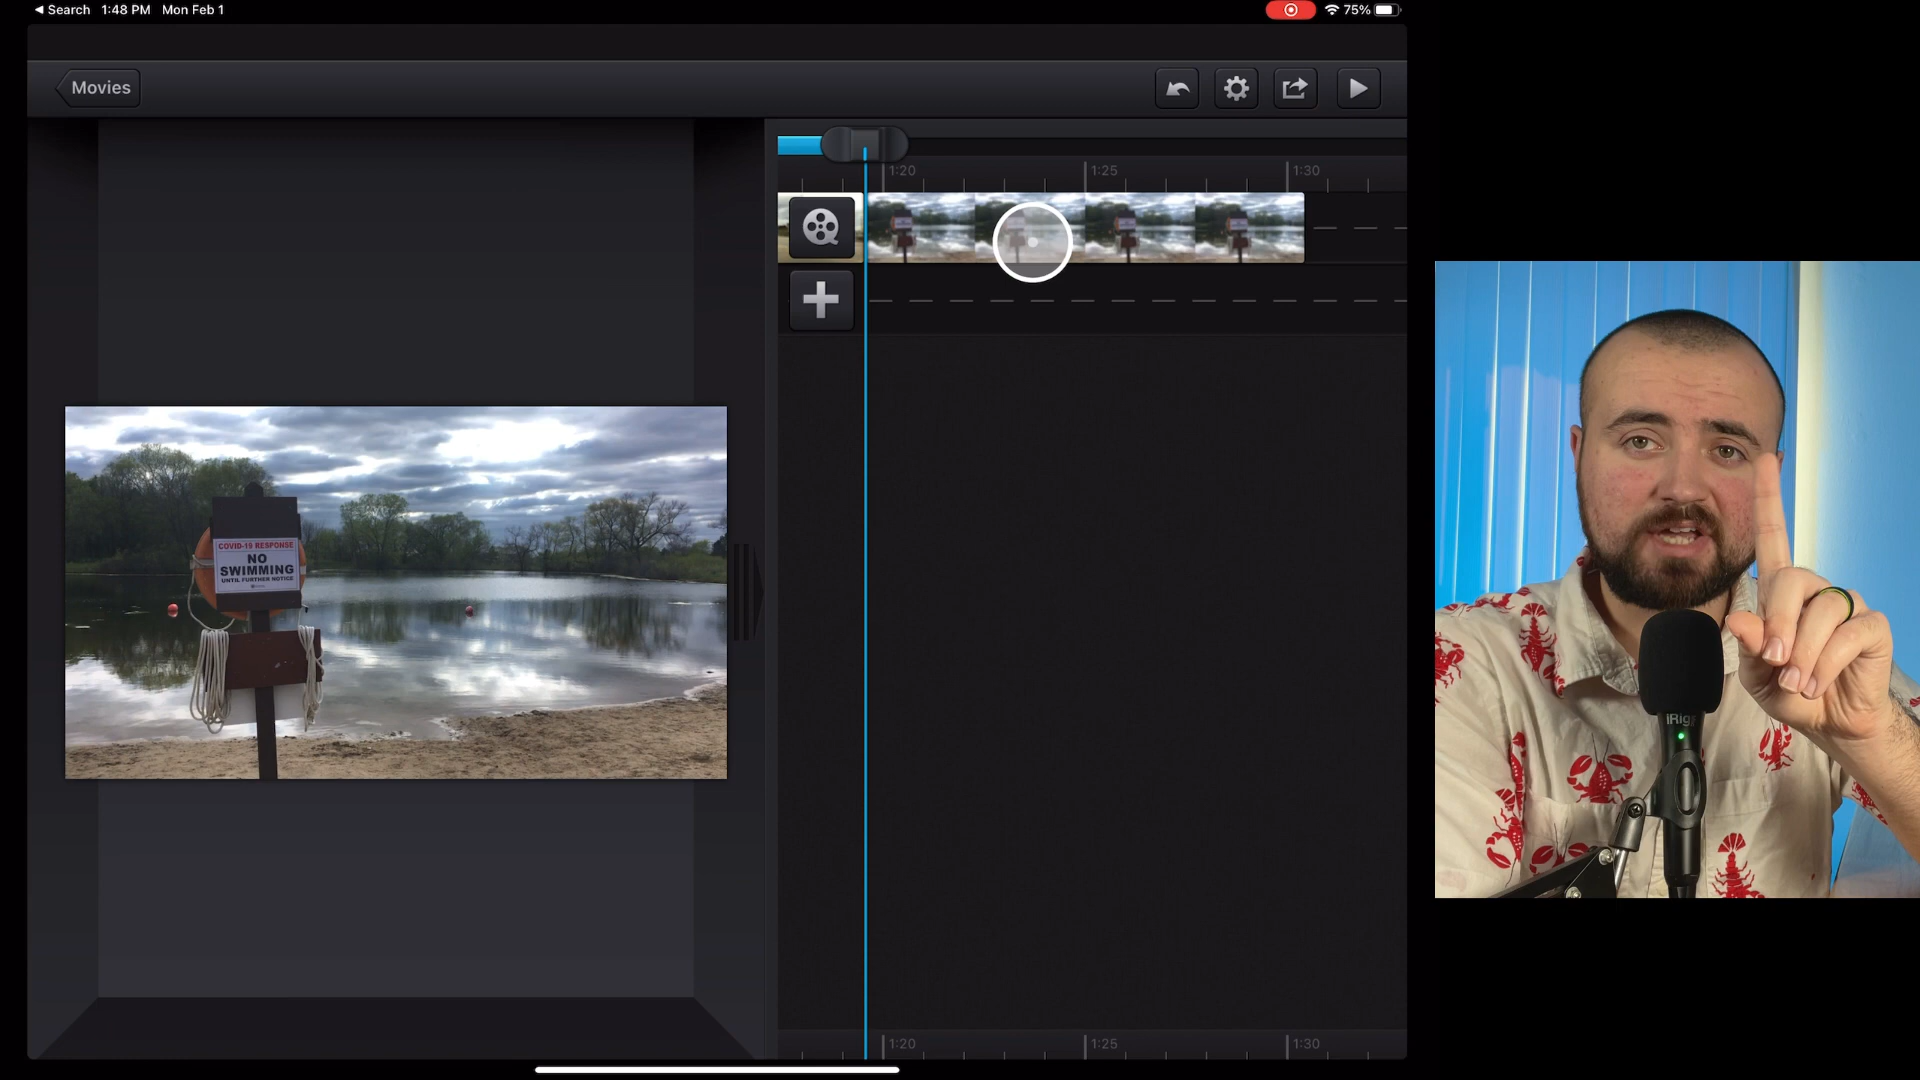 Search 1:48 PM Mon Feb 1
75%
Movies
1:20 1:25 1:30
COVID-19 RESPONSE
NO
SWIMMING
UNTIL FURTHER NOTICE
iRig
1:20 1:25 1:30